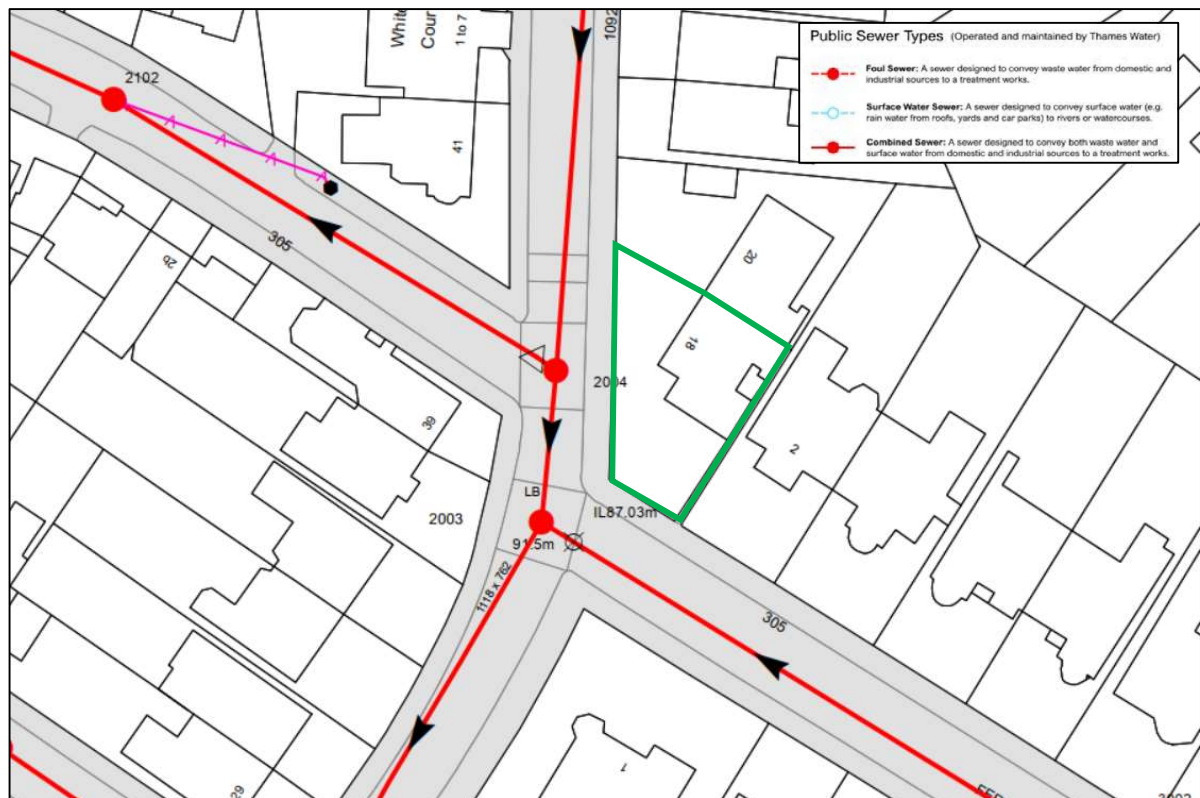 White
Cour
1 to 7
1092
Public Sewer Types (Operated and maintained by Thames Water)
Foul Sewer: A sewer designed to convey waste water from domestic and
industrial sources to a treatment works.
Surface Water Sewer: A sewer designed to convey surface water (e.g.
rain water from roofs, yards and car parks) to rivers or watercourses.
Combined Sewer: A sewer designed to convey both waste water and
surface water from domestic and industrial sources to a treatment works.
2102
41
305
2b
20
18
2004
39
2
LB
2003
IL87.03m
91.5m
1118 x 762
305
1
29